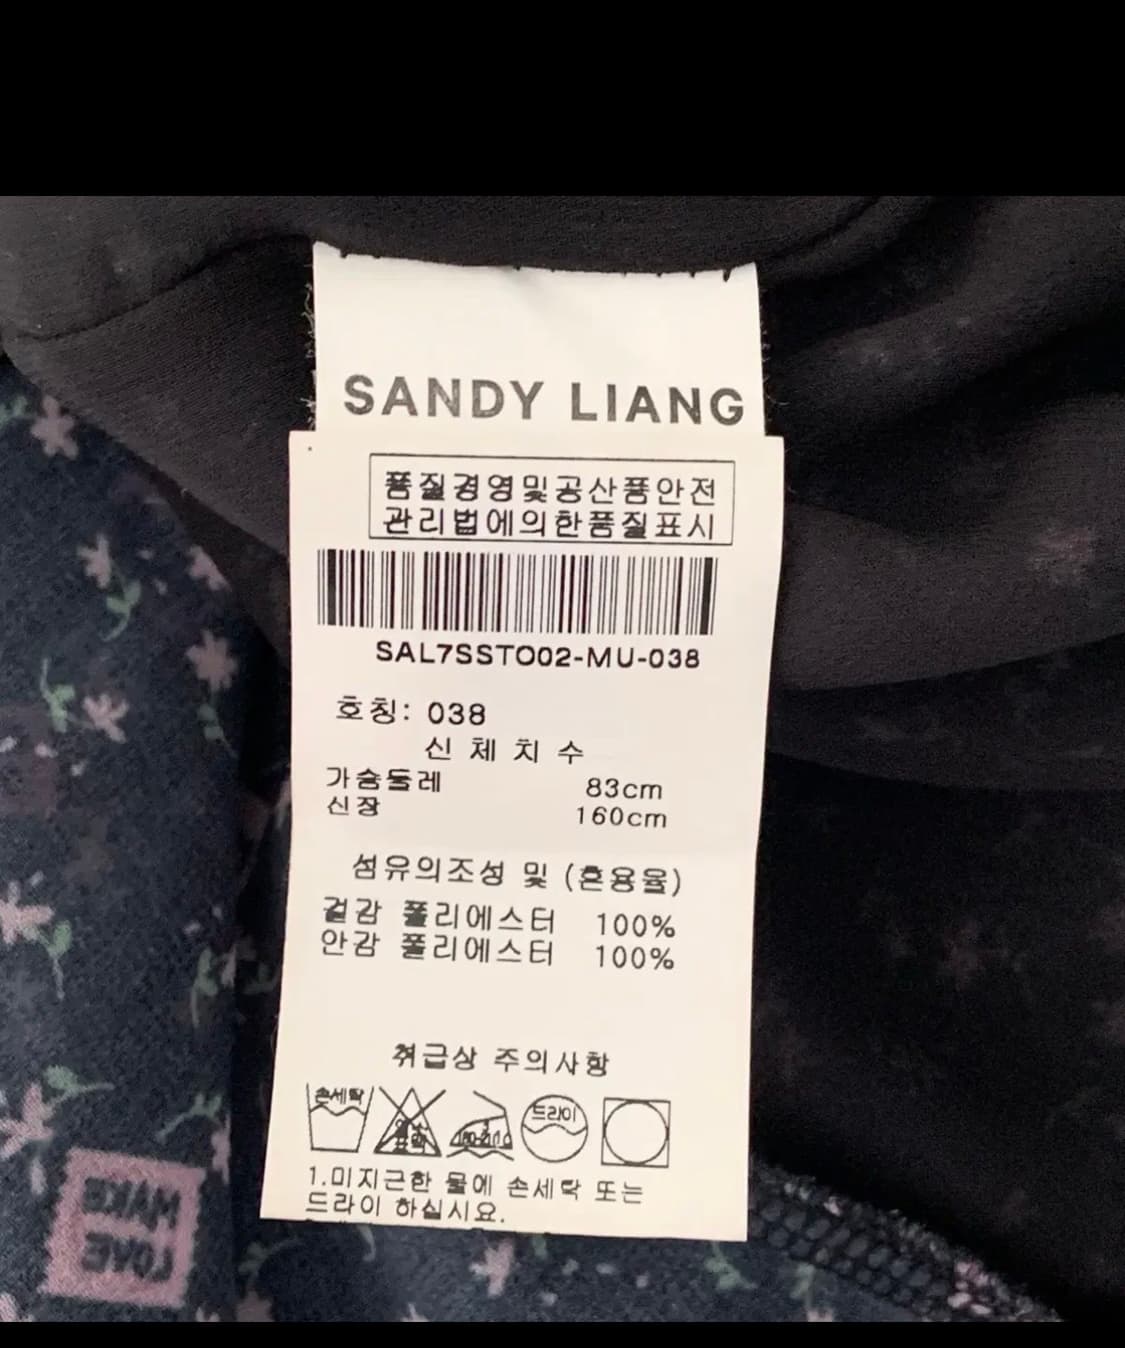 SANDY LIANG
품질경영및공산품안전
관리법에의한품질표시
SAL7SSTO02-MU-038
호칭: 038
신 체 치 수
가슴둘레 83cm
신장 160cm
섬유의조성 및 (혼용율)
겉감 폴리에스터 100%
안감 폴리에스터 100%
취급상 주의사항
손세탁
드라이
1.미지근한 물에 손세탁 또는
드라이 하십시요.
MAKE
LOVE